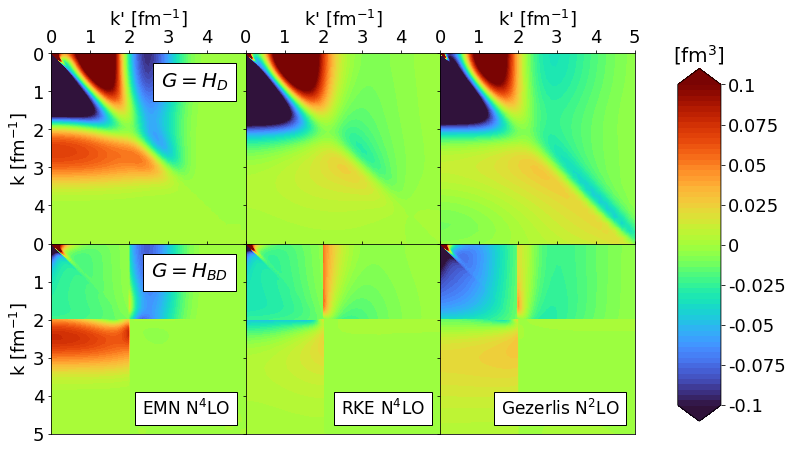 k' [fm⁻¹] k' [fm⁻¹] k' [fm⁻¹]
0 1 2 3 4 0 1 2 3 4 0 1 2 3 4 5
[fm³]
0
1
2
3
4
k [fm⁻¹]
G = H_D
0
1
2
3
4
5
k [fm⁻¹]
G = H_BD
EMN N⁴LO
RKE N⁴LO
Gezerlis N²LO
0.1
0.075
0.05
0.025
0
-0.025
-0.05
-0.075
-0.1